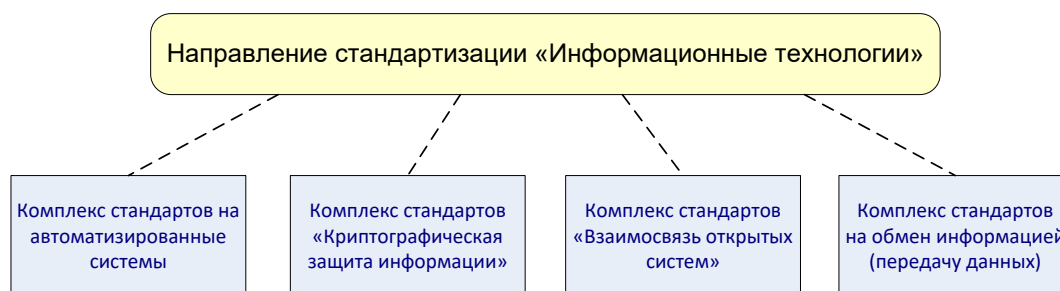 Направление стандартизации «Информационные технологии»
Комплекс стандартов на
автоматизированные
системы
Комплекс стандартов
«Криптографическая
защита информации»
Комплекс стандартов
«Взаимосвязь открытых
систем»
Комплекс стандартов
на обмен информацией
(передачу данных)